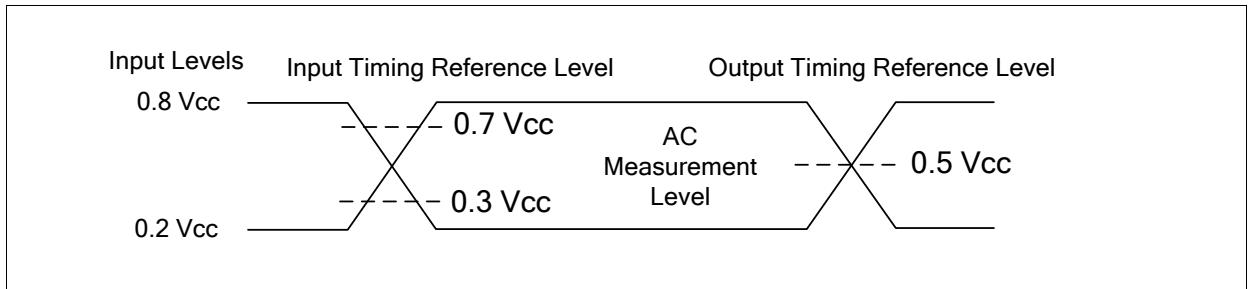 Input Levels
Input Timing Reference Level
Output Timing Reference Level
0.8 Vcc
0.7 Vcc
AC
Measurement
Level
0.5 Vcc
0.3 Vcc
0.2 Vcc